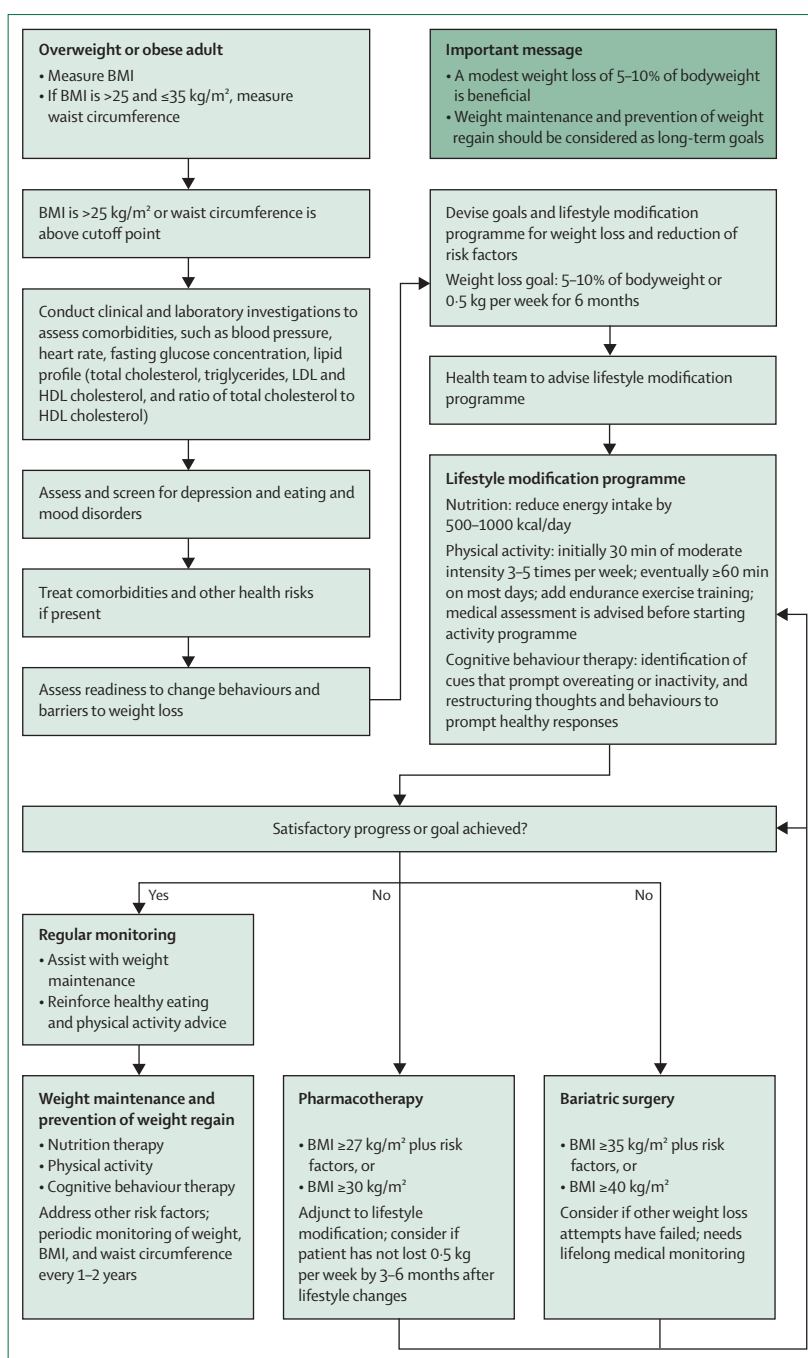 Overweight or obese adult
• Measure BMI
• If BMI is >25 and ≤35 kg/m², measure
waist circumference
Important message
• A modest weight loss of 5–10% of bodyweight
is beneficial
• Weight maintenance and prevention of weight
regain should be considered as long-term goals
BMI is >25 kg/m² or waist circumference is
above cutoff point
Conduct clinical and laboratory investigations to
assess comorbidities, such as blood pressure,
heart rate, fasting glucose concentration, lipid
profile (total cholesterol, triglycerides, LDL and
HDL cholesterol, and ratio of total cholesterol to
HDL cholesterol)
Assess and screen for depression and eating and
mood disorders
Treat comorbidities and other health risks
if present
Assess readiness to change behaviours and
barriers to weight loss
Devise goals and lifestyle modification
programme for weight loss and reduction of
risk factors
Weight loss goal: 5–10% of bodyweight or
0·5 kg per week for 6 months
Health team to advise lifestyle modification
programme
Lifestyle modification programme
Nutrition: reduce energy intake by
500–1000 kcal/day
Physical activity: initially 30 min of moderate
intensity 3–5 times per week; eventually ≥60 min
on most days; add endurance exercise training;
medical assessment is advised before starting
activity programme
Cognitive behaviour therapy: identification of
cues that prompt overeating or inactivity, and
restructuring thoughts and behaviours to
prompt healthy responses
Satisfactory progress or goal achieved?
Yes
No
No
Regular monitoring
• Assist with weight
maintenance
• Reinforce healthy eating
and physical activity advice
Weight maintenance and
prevention of weight regain
• Nutrition therapy
• Physical activity
• Cognitive behaviour therapy
Address other risk factors;
periodic monitoring of weight,
BMI, and waist circumference
every 1–2 years
Pharmacotherapy
• BMI ≥27 kg/m² plus risk
factors, or
• BMI ≥30 kg/m²
Adjunct to lifestyle
modification; consider if
patient has not lost 0·5 kg
per week by 3–6 months after
lifestyle changes
Bariatric surgery
• BMI ≥35 kg/m² plus risk
factors, or
• BMI ≥40 kg/m²
Consider if other weight loss
attempts have failed; needs
lifelong medical monitoring